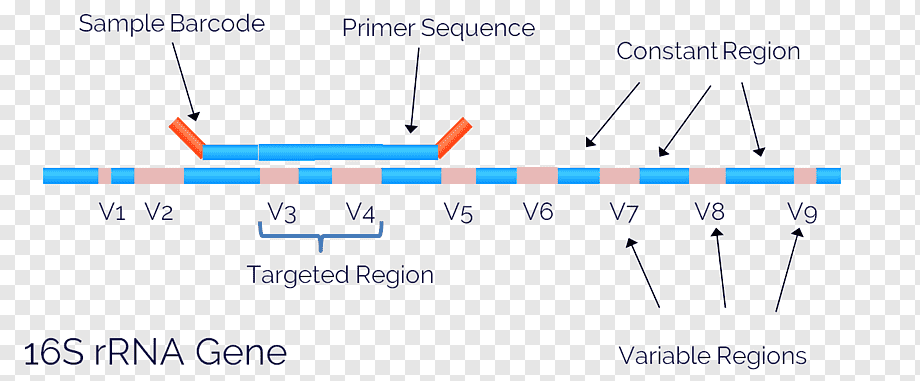 Sample Barcode
Primer Sequence
Constant Region
V1 V2 V3 V4 V5 V6 V7 V8 V9
Targeted Region
16S rRNA Gene
Variable Regions